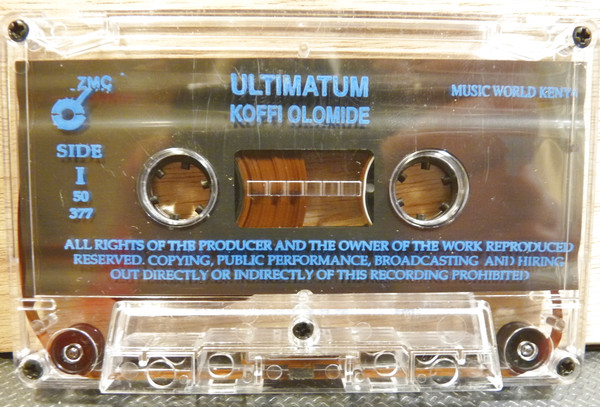 ZMC
ULTIMATUM
KOFFI OLOMIDE
MUSIC WORLD KENYA
SIDE
I
50
377
ALL RIGHTS OF THE PRODUCER AND THE OWNER OF THE WORK REPRODUCED
RESERVED. COPYING, PUBLIC PERFORMANCE, BROADCASTING AND HIRING
OUT DIRECTLY OR INDIRECTLY OF THIS RECORDING PROHIBITED